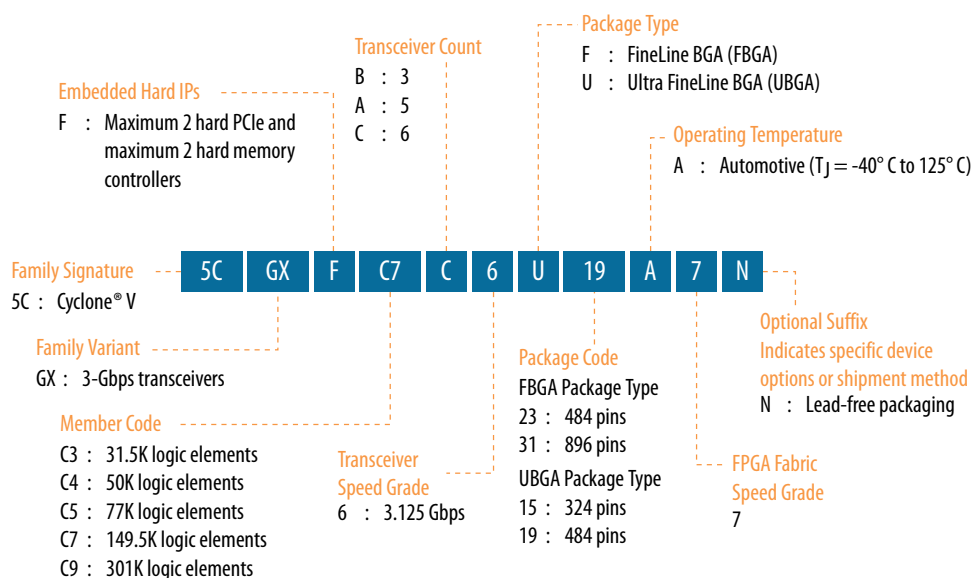 Package Type
F : FineLine BGA (FBGA)
U : Ultra FineLine BGA (UBGA)
Transceiver Count
B : 3
A : 5
C : 6
Embedded Hard IPs
F : Maximum 2 hard PCIe and
maximum 2 hard memory
controllers
Operating Temperature
A : Automotive (TJ = -40° C to 125° C)
5C GX F C7 C 6 U 19 A 7 N
Family Signature
5C : Cyclone® V
Family Variant
GX : 3-Gbps transceivers
Member Code
C3 : 31.5K logic elements
C4 : 50K logic elements
C5 : 77K logic elements
C7 : 149.5K logic elements
C9 : 301K logic elements
Transceiver
Speed Grade
6 : 3.125 Gbps
Package Code
FBGA Package Type
23 : 484 pins
31 : 896 pins
UBGA Package Type
15 : 324 pins
19 : 484 pins
FPGA Fabric
Speed Grade
7
Optional Suffix
Indicates specific device
options or shipment method
N : Lead-free packaging